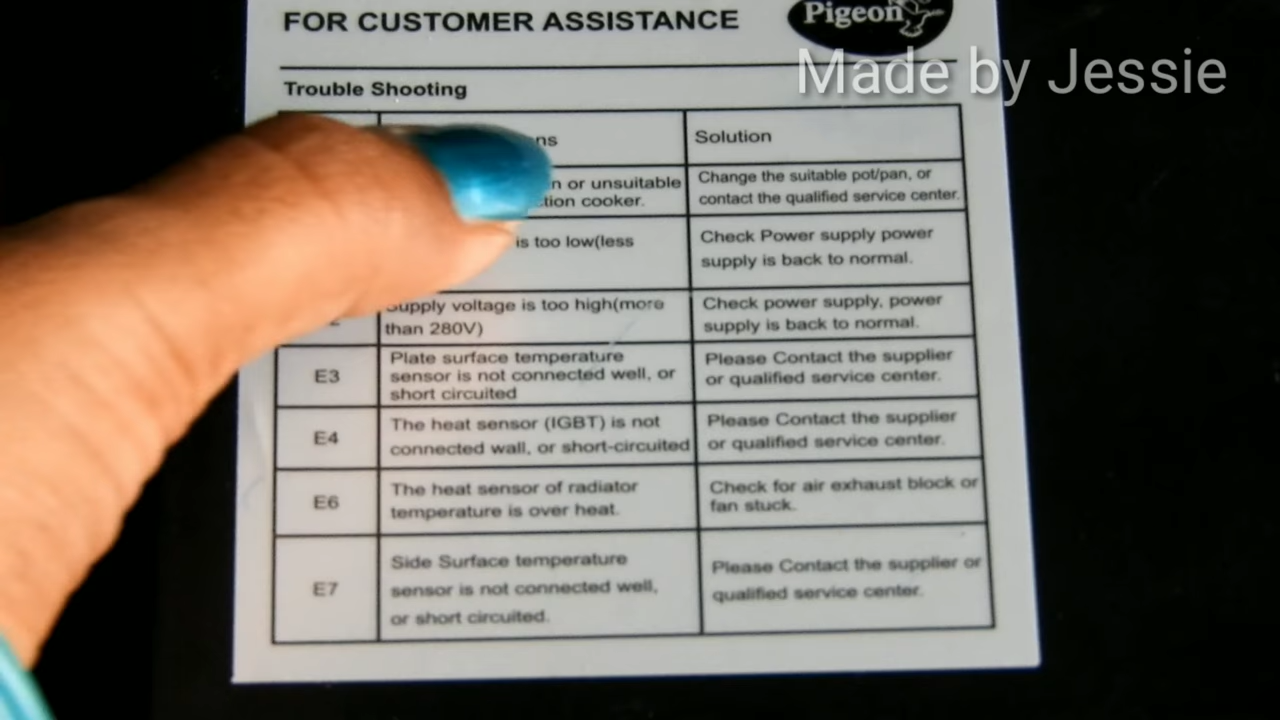 FOR CUSTOMER ASSISTANCE
Pigeon
Made by Jessie
Trouble Shooting
Solution
or unsuitable
cooker.
Change the suitable pot/pan, or
contact the qualified service center.
is too low(less
Check Power supply power
supply is back to normal.
Supply voltage is too high(more
than 280V)
Check power supply, power
supply is back to normal.
E3
Plate surface temperature
sensor is not connected well, or
short circuited
Please Contact the supplier
or qualified service center.
E4
The heat sensor (IGBT) is not
connected wall, or short-circuited
Please Contact the supplier
or qualified service center.
E6
The heat sensor of radiator
temperature is over heat.
Check for air exhaust block or
fan stuck.
E7
Side Surface temperature
sensor is not connected well,
or short circuited.
Please Contact the supplier or
qualified service center.